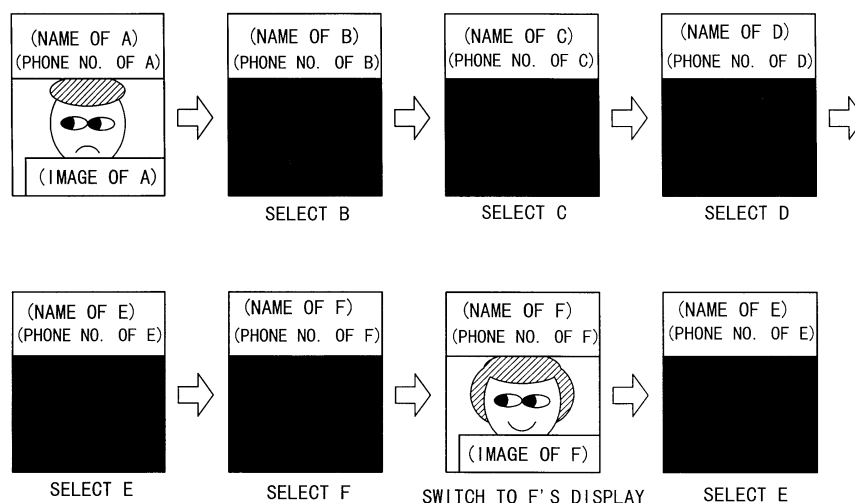 (NAME OF A)
(PHONE NO. OF A)
(IMAGE OF A)
(NAME OF B)
(PHONE NO. OF B)
SELECT B
(NAME OF C)
(PHONE NO. OF C)
SELECT C
(NAME OF D)
(PHONE NO. OF D)
SELECT D
(NAME OF E)
(PHONE NO. OF E)
SELECT E
(NAME OF F)
(PHONE NO. OF F)
SELECT F
(NAME OF F)
(PHONE NO. OF F)
(IMAGE OF F)
SWITCH TO F'S DISPLAY
(NAME OF E)
(PHONE NO. OF E)
SELECT E